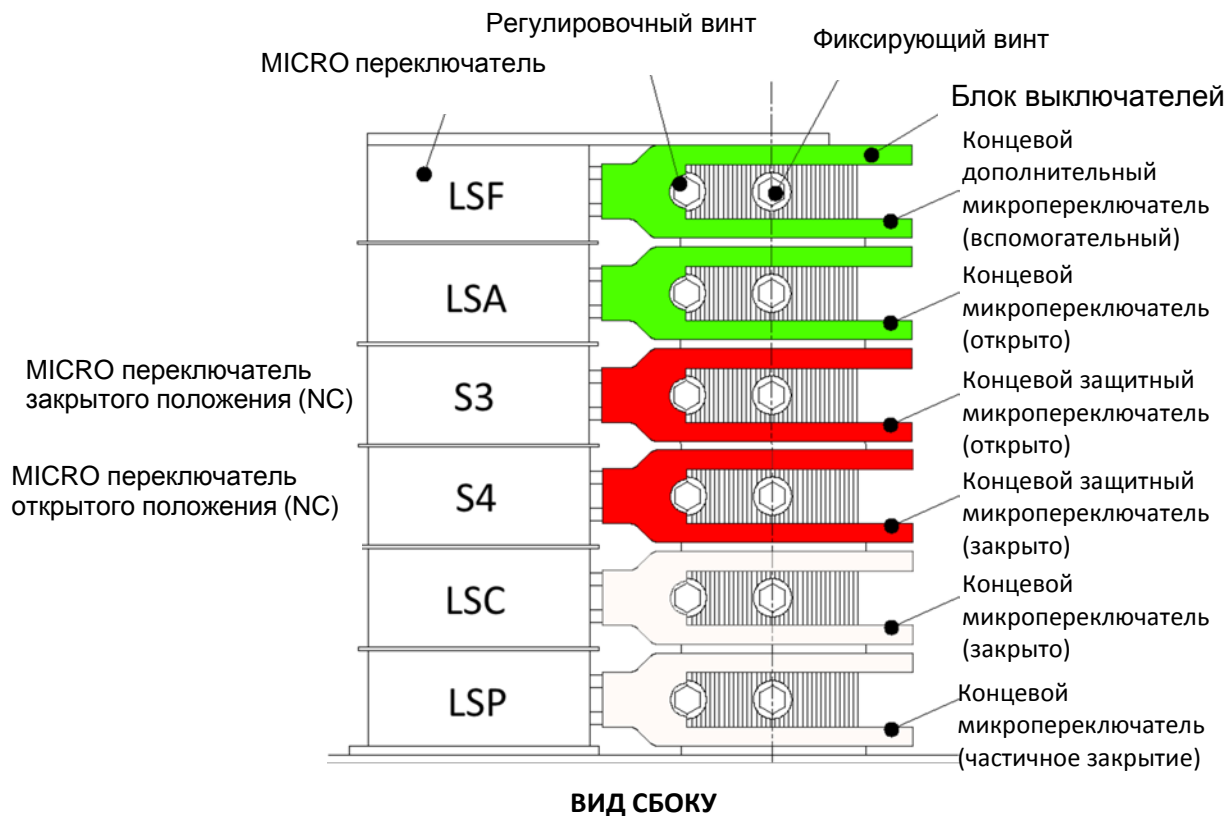 Регулировочный винт
Фиксирующий винт
MICRO переключатель
Блок выключателей
LSF
Концевой
дополнительный
микропереключатель
(вспомогательный)
LSA
Концевой
микропереключатель
(открыто)
MICRO переключатель
закрытого положения (NC)
S3
Концевой защитный
микропереключатель
(открыто)
MICRO переключатель
открытого положения (NC)
S4
Концевой защитный
микропереключатель
(закрыто)
LSC
Концевой
микропереключатель
(закрыто)
LSP
Концевой
микропереключатель
(частичное закрытие)
ВИД СБОКУ